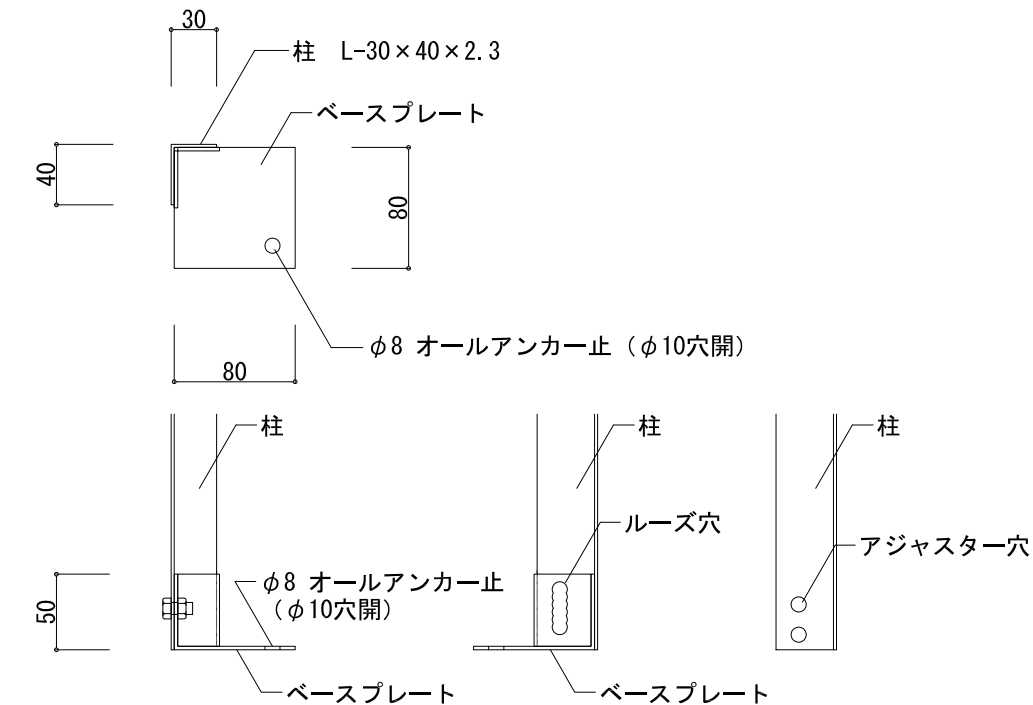 30
柱 L-30×40×2.3
ベースプレート
40
80
φ8 オールアンカー止（φ10穴開）
80
柱
柱
柱
ルーズ穴
アジャスター穴
φ8 オールアンカー止
（φ10穴開）
50
ベースプレート
ベースプレート